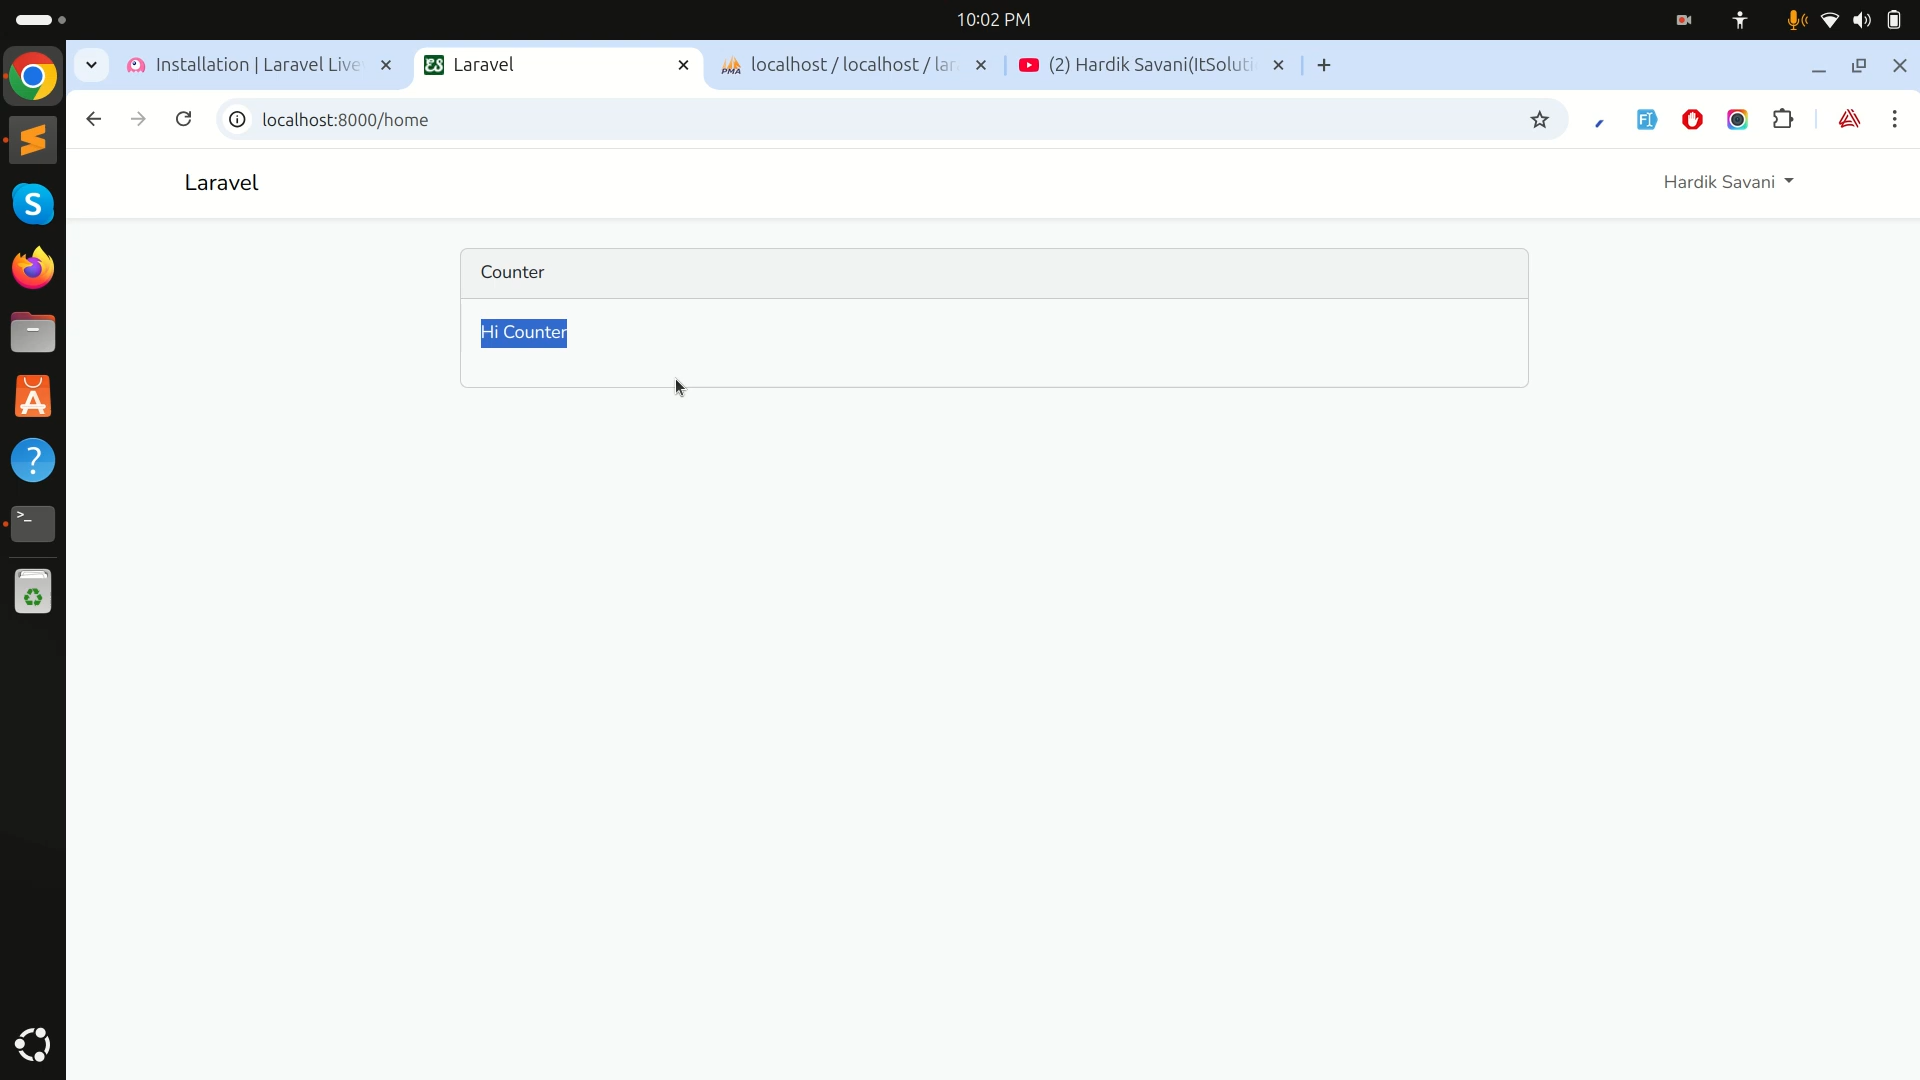 10:02 PM
Installation | Laravel Live
Laravel
localhost / localhost / lar
(2) Hardik Savani(ItSoluti
localhost:8000/home
Laravel
Hardik Savani
Counter
Hi Counter